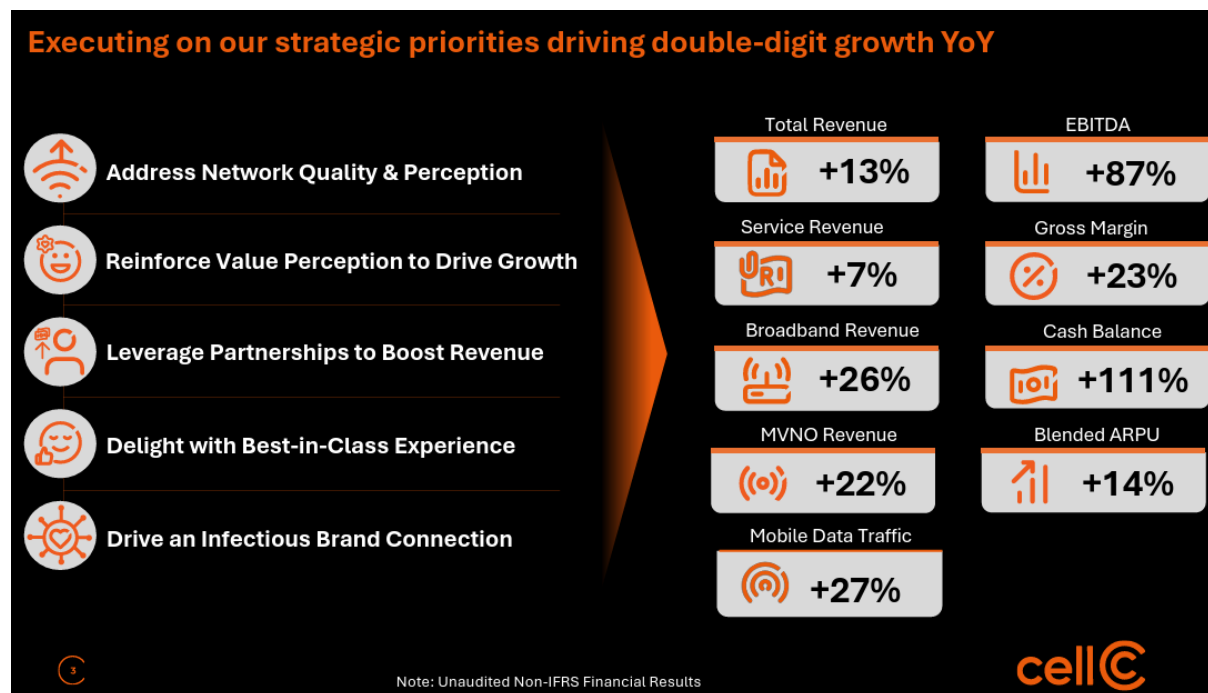 Executing on our strategic priorities driving double-digit growth YoY
Address Network Quality & Perception
Reinforce Value Perception to Drive Growth
Leverage Partnerships to Boost Revenue
Delight with Best-in-Class Experience
Drive an Infectious Brand Connection
Total Revenue
+13%
EBITDA
+87%
Service Revenue
+7%
Gross Margin
+23%
Broadband Revenue
+26%
Cash Balance
+111%
MVNO Revenue
+22%
Blended ARPU
+14%
Mobile Data Traffic
+27%
3
Note: Unaudited Non-IFRS Financial Results
cellC